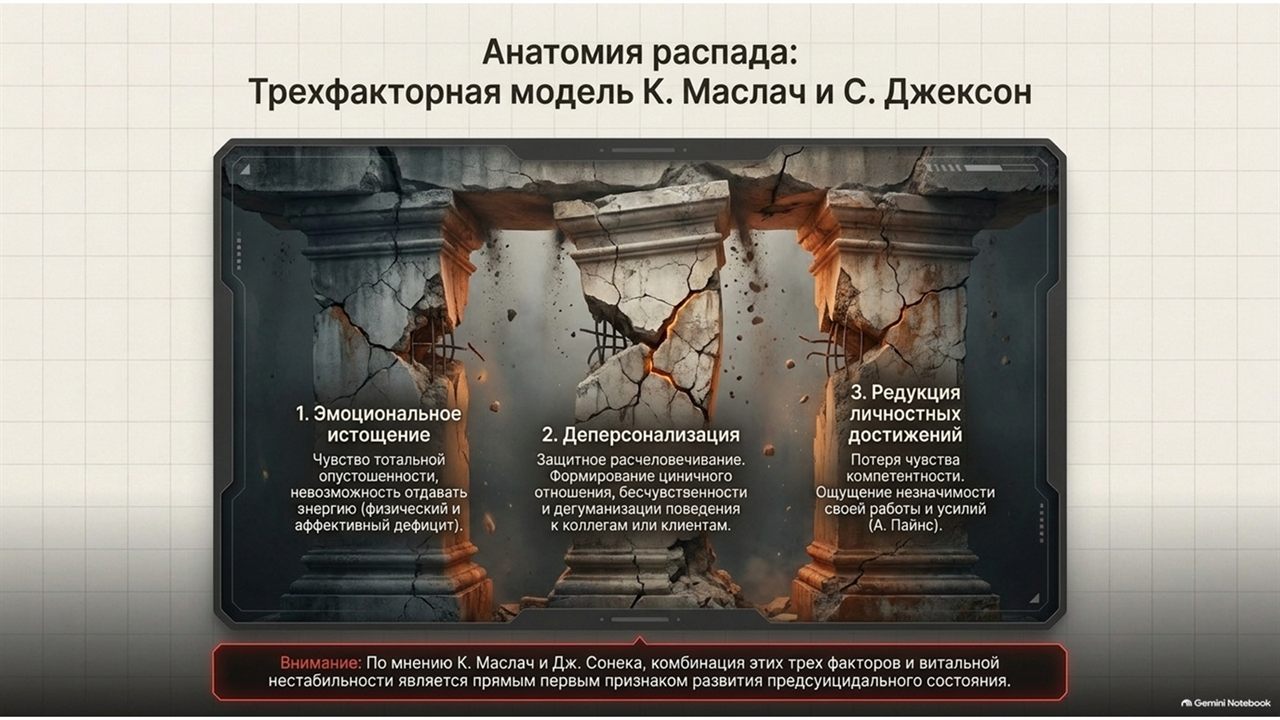 Анатомия распада:
Трехфакторная модель К. Маслач и С. Джексон
1. Эмоциональное
истощение
Чувство тотальной
опустошенности,
невозможность отдавать
энергию (физический и
аффективный дефицит).
2. Деперсонализация
Защитное расчеловечивание.
Формирование циничного
отношения, бесчувственности
и дегуманизации поведения
к коллегам или клиентам.
3. Редукция
личностных
достижений
Потеря чувства
компетентности.
Ощущение незначимости
своей работы и усилий
(А. Пайнс).
Внимание: По мнению К. Маслач и Дж. Сонека, комбинация этих трех факторов и витальной
нестабильности является прямым первым признаком развития предсуицидального состояния.
Gemini Notebook